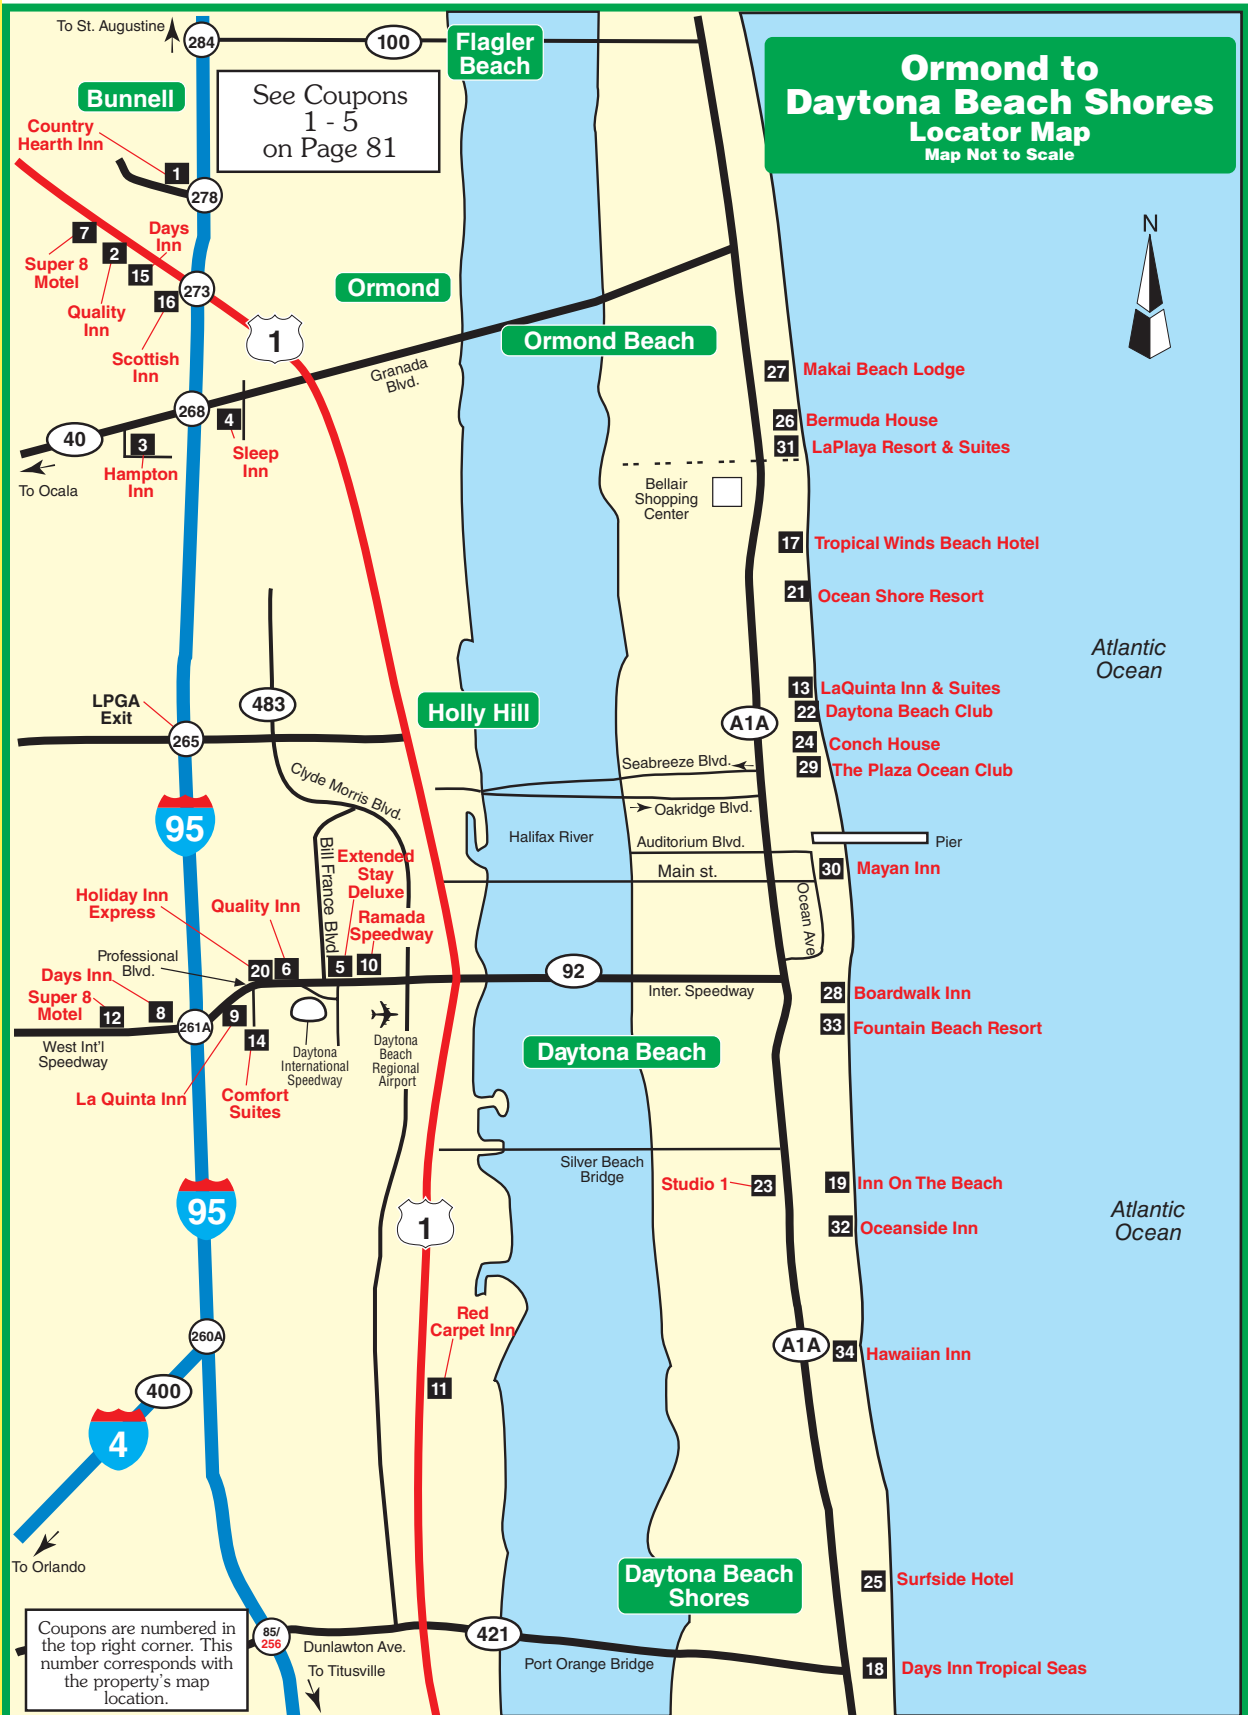 To St. Augustine
284
100
Flagler
Beach
Ormond to
Daytona Beach Shores
Locator Map
Map Not to Scale
Bunnell
See Coupons
1 - 5
on Page 81
Country
Hearth Inn
1
278
N
7
2
15
16
Days
Inn
Super 8
Motel
Quality
Inn
Scottish
Inn
273
1
Ormond
Ormond Beach
Granada
Blvd.
268
40
To Ocala
3
Hampton
Inn
4
Sleep
Inn
27 Makai Beach Lodge
26 Bermuda House
31 LaPlaya Resort & Suites
Bellair
Shopping
Center
17 Tropical Winds Beach Hotel
21 Ocean Shore Resort
Atlantic
Ocean
13 LaQuinta Inn & Suites
22 Daytona Beach Club
24 Conch House
29 The Plaza Ocean Club
A1A
LPGA
Exit
265
483
Holly Hill
Clyde Morris Blvd.
Seabreeze Blvd.
Oakridge Blvd.
95
Halifax River
Auditorium Blvd.
Main st.
Pier
30 Mayan Inn
Ocean Ave
Bill France Blvd
Extended
Stay
Deluxe
Ramada
Speedway
Holiday Inn
Express
Quality Inn
Professional
Blvd.
20
6
5
10
92
Inter. Speedway
Days Inn
Super 8
Motel
12
8
261A
9
14
West Int'l
Speedway
La Quinta Inn
Comfort
Suites
Daytona
International
Speedway
Daytona
Beach
Regional
Airport
Daytona Beach
28 Boardwalk Inn
33 Fountain Beach Resort
Silver Beach
Bridge
Studio 1
23
19 Inn On The Beach
32 Oceanside Inn
Atlantic
Ocean
95
1
Red
Carpet Inn
11
260A
400
4
To Orlando
A1A
34 Hawaiian Inn
Daytona Beach
Shores
25 Surfside Hotel
Coupons are numbered in
the top right corner. This
number corresponds with
the property's map
location.
85/
256
Dunlawton Ave.
To Titusville
421
Port Orange Bridge
18 Days Inn Tropical Seas